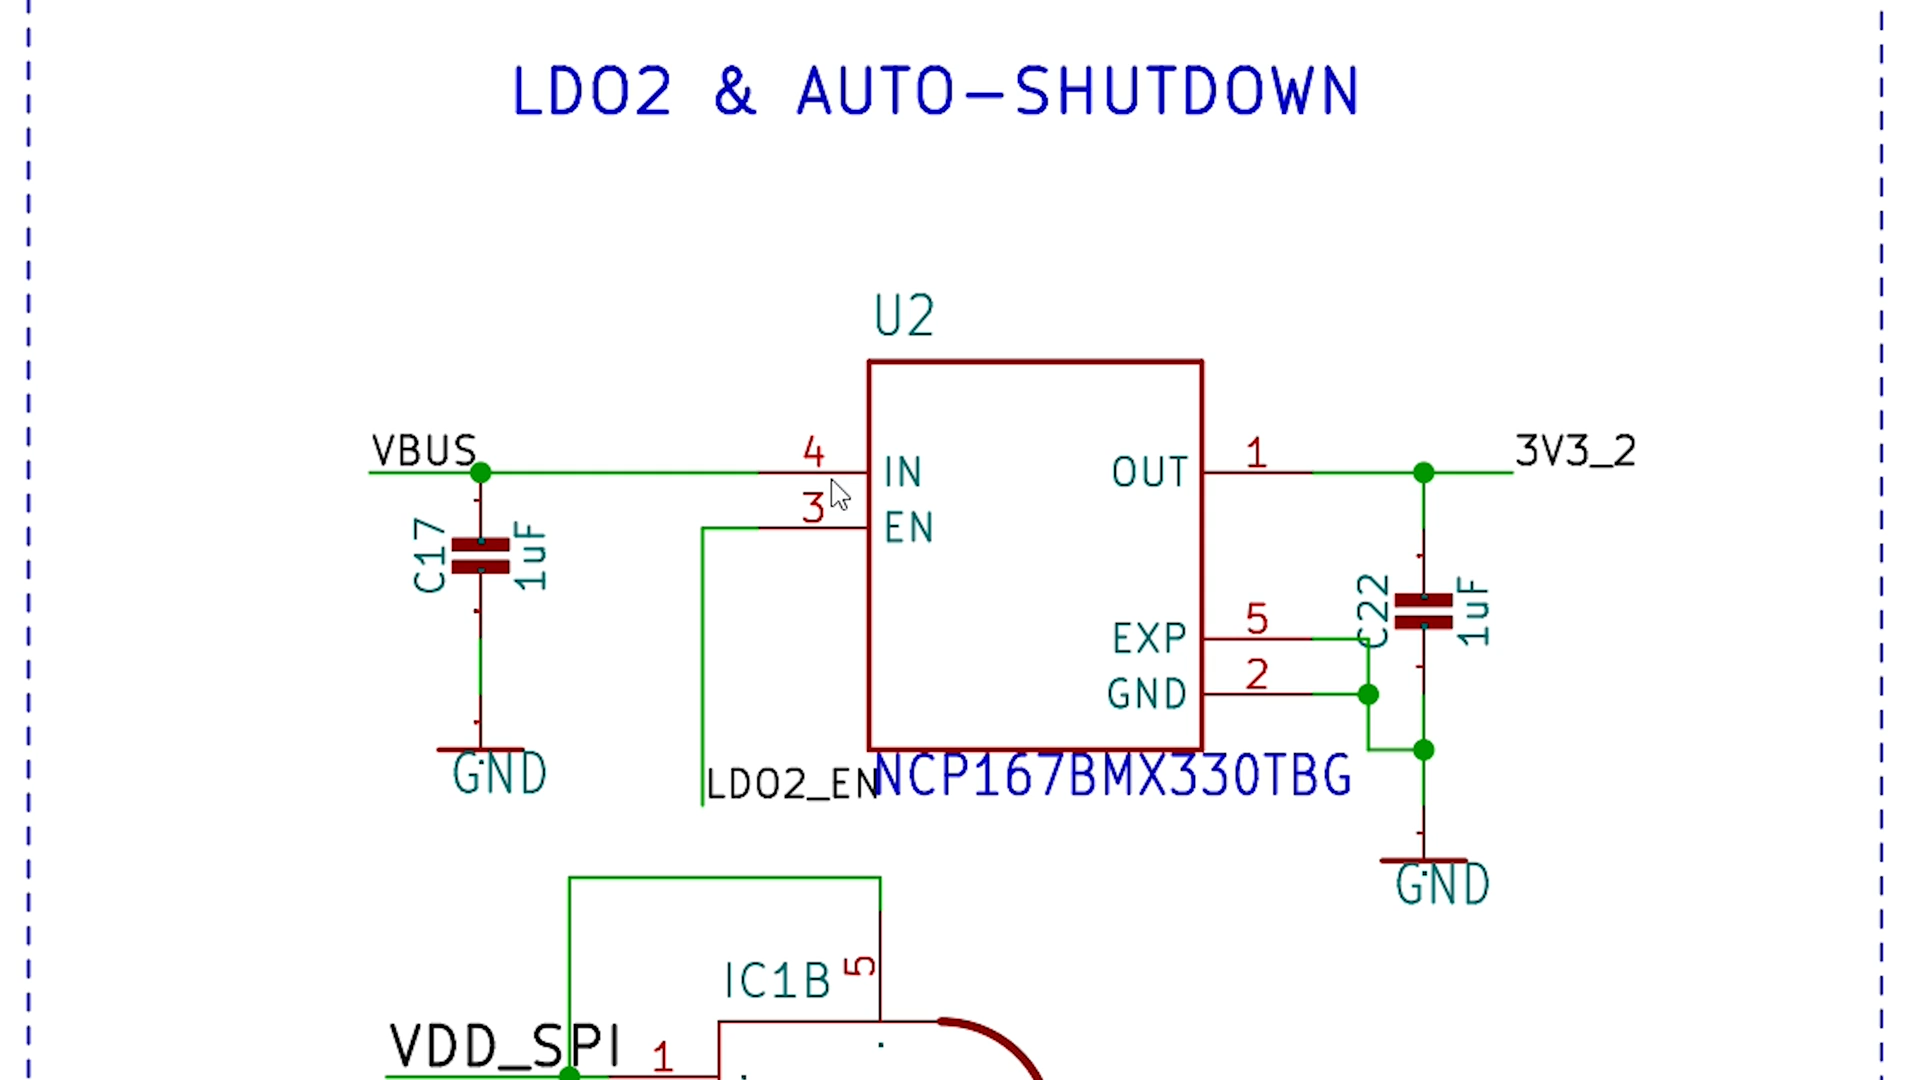 LDO2 & AUTO-SHUTDOWN
U2
VBUS
4
IN
OUT
1
3V3_2
3
EN
C17
1uF
EXP
5
C22
1uF
GND
2
GND
LDO2_EN
NCP167BMX330TBG
GND
IC1B
5
VDD_SPI
1